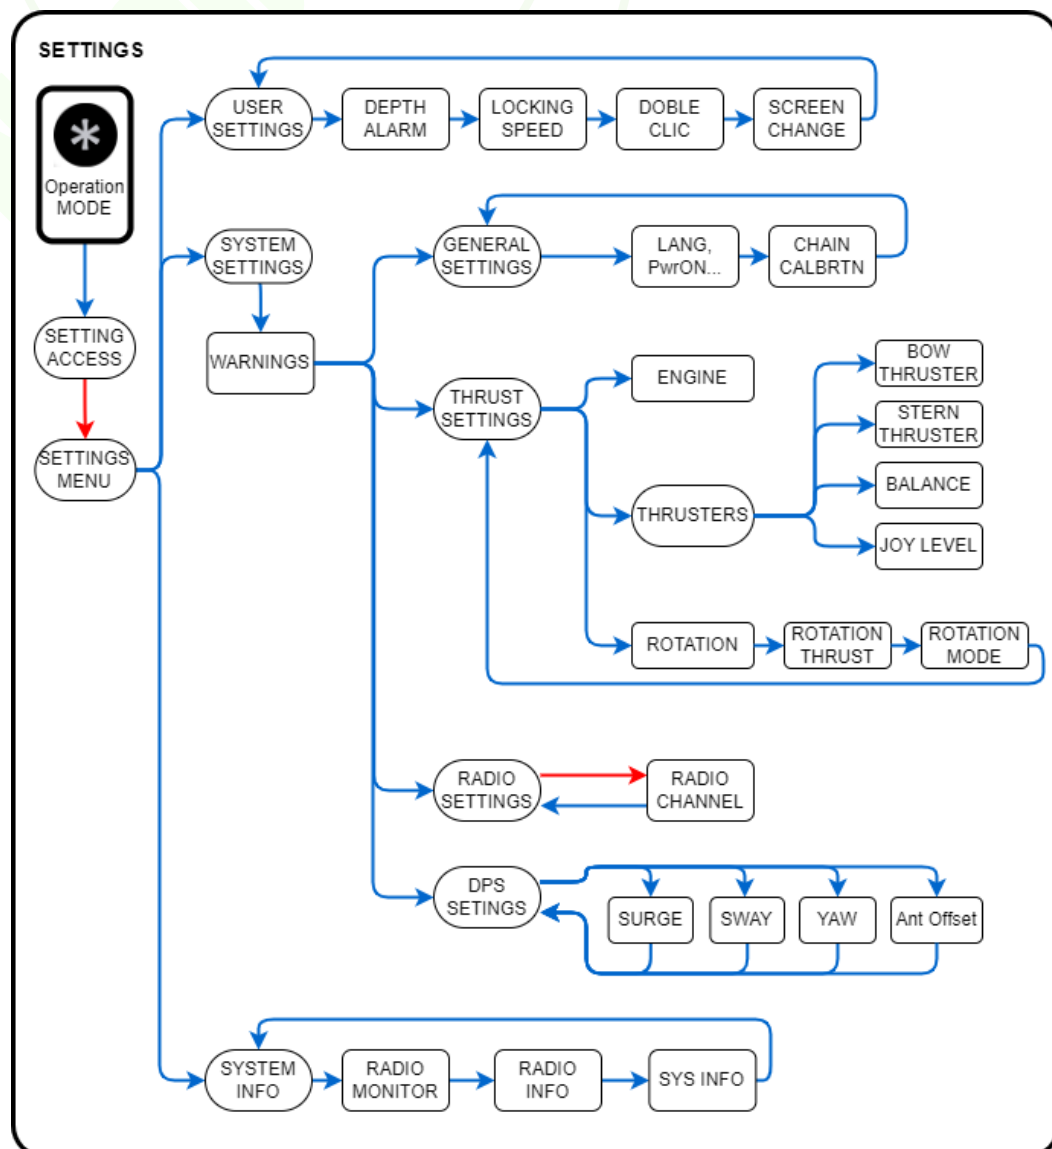 SETTINGS
Operation
MODE
SETTING
ACCESS
SETTINGS
MENU
USER
SETTINGS
DEPTH
ALARM
LOCKING
SPEED
DOBLE
CLIC
SCREEN
CHANGE
SYSTEM
SETTINGS
WARNINGS
GENERAL
SETTINGS
LANG,
PwrON...
CHAIN
CALBRTN
THRUST
SETTINGS
ENGINE
THRUSTERS
BOW
THRUSTER
STERN
THRUSTER
BALANCE
JOY LEVEL
ROTATION
ROTATION
THRUST
ROTATION
MODE
RADIO
SETTINGS
RADIO
CHANNEL
DPS
SETINGS
SURGE
SWAY
YAW
Ant Offset
SYSTEM
INFO
RADIO
MONITOR
RADIO
INFO
SYS INFO